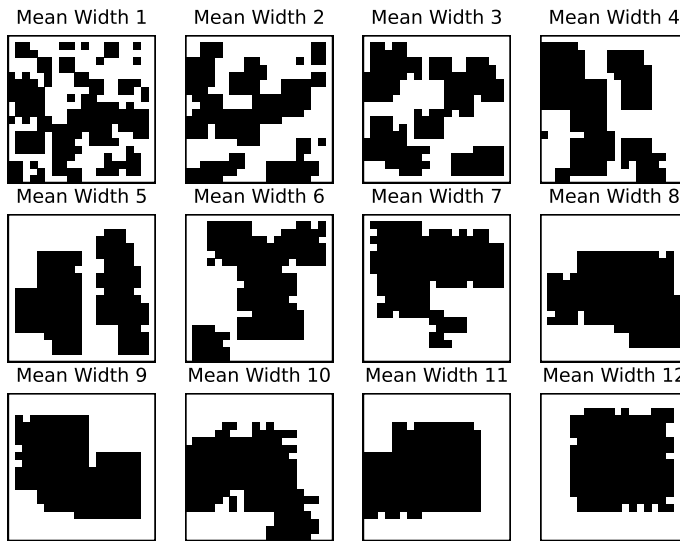 Mean Width 1
Mean Width 2
Mean Width 3
Mean Width 4
Mean Width 5
Mean Width 6
Mean Width 7
Mean Width 8
Mean Width 9
Mean Width 10
Mean Width 11
Mean Width 12